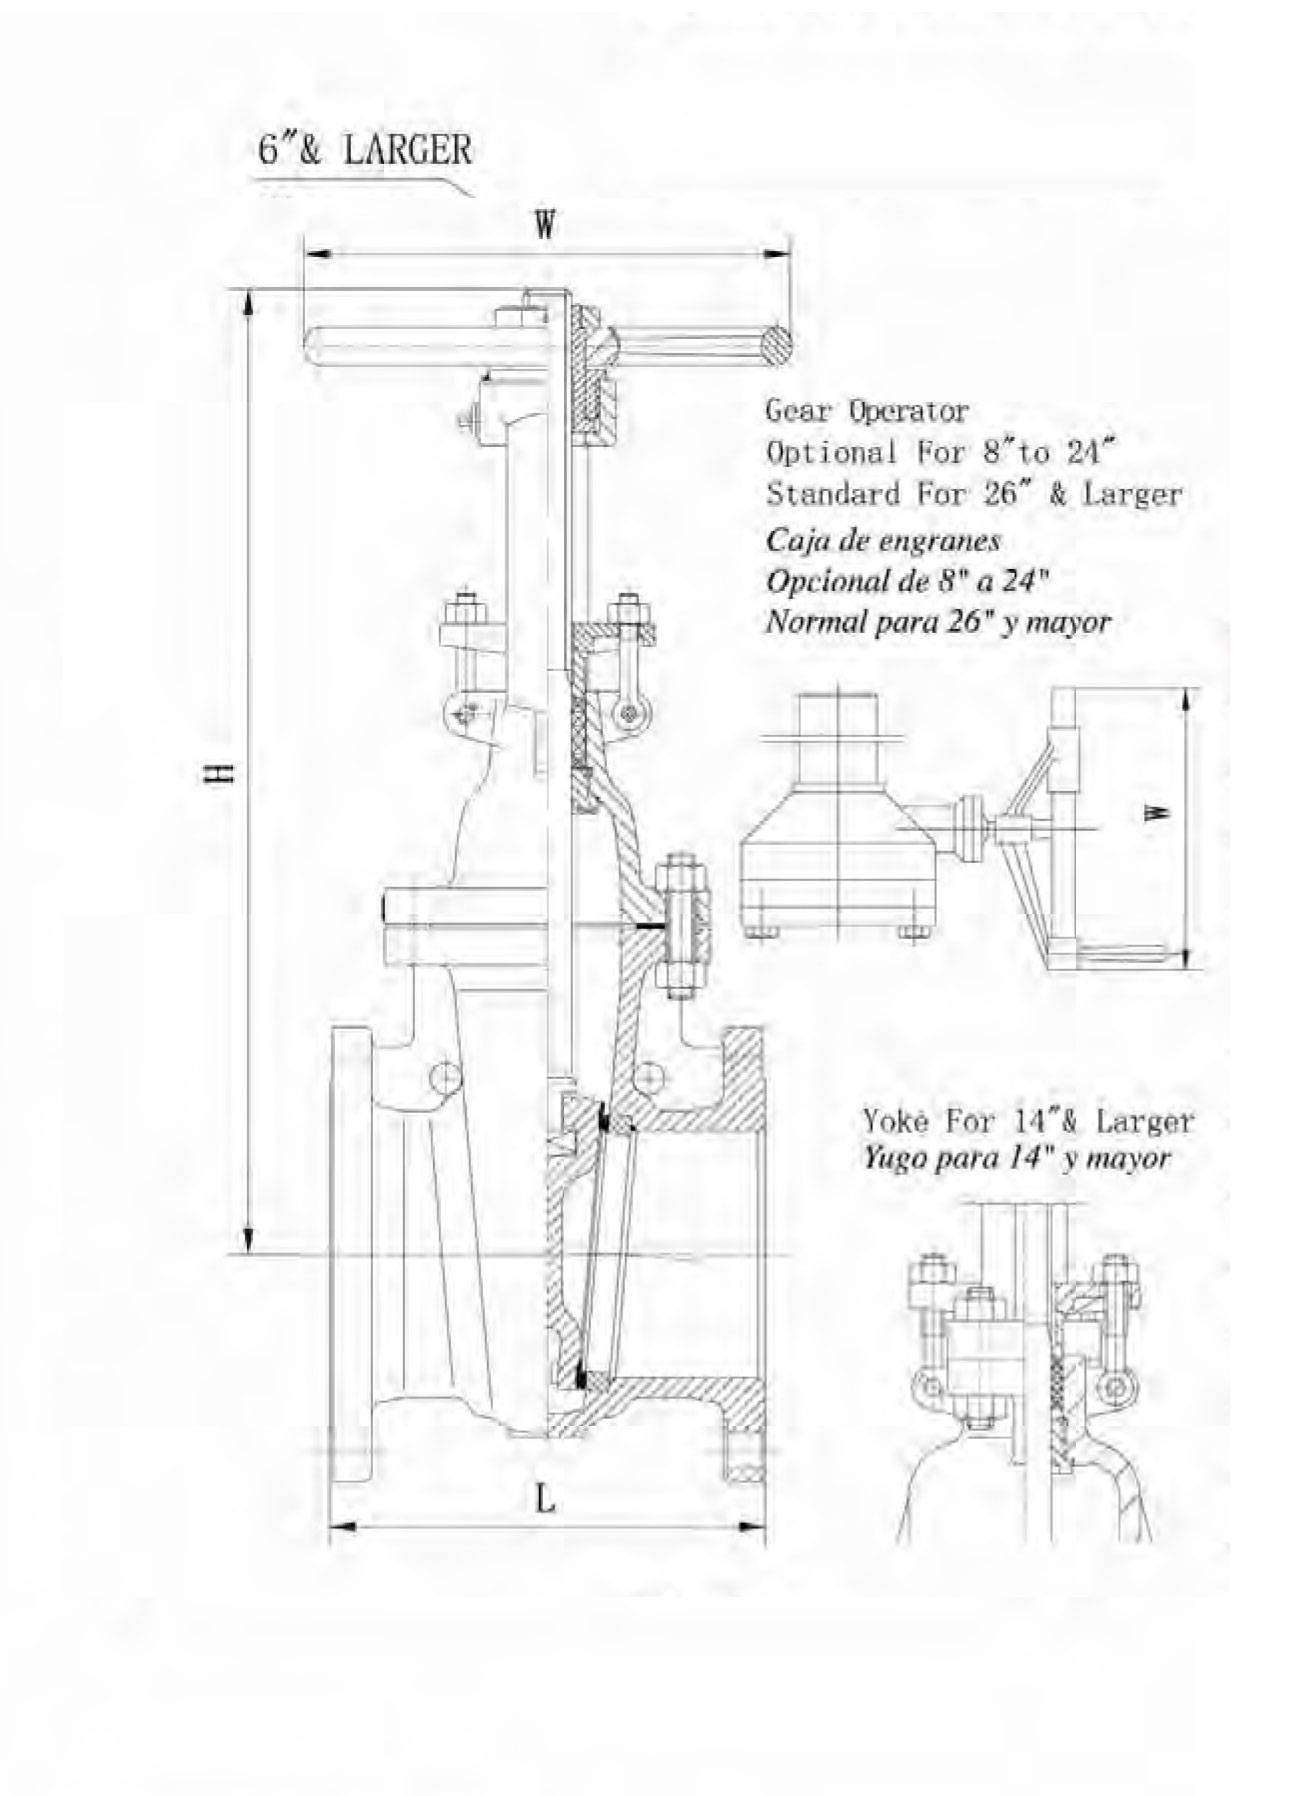 6"& LARGER
W
H
Gear Operator
Optional For 8"to 24"
Standard For 26" & Larger
Caja de engranes
Opcional de 8" a 24"
Normal para 26" y mayor
W
Yoke For 14"& Larger
Yugo para 14" y mayor
L